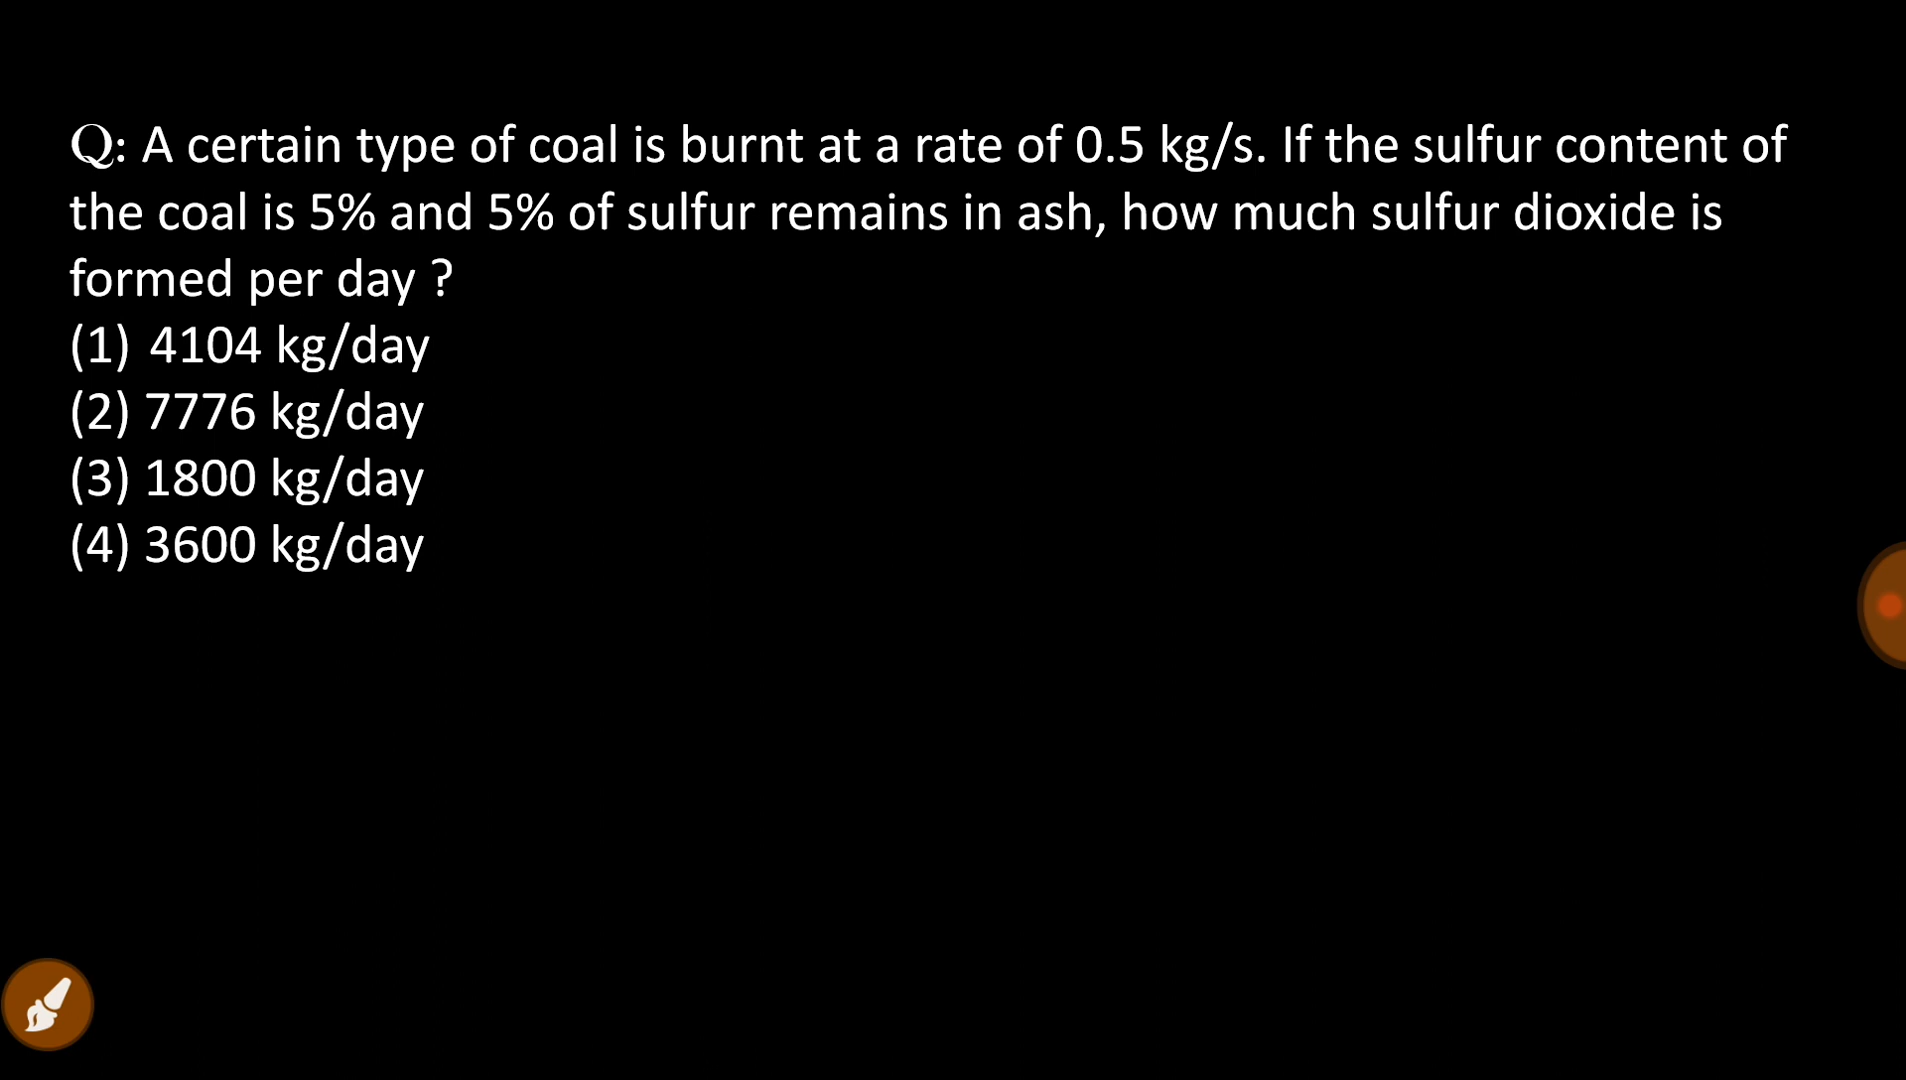 Q: A certain type of coal is burnt at a rate of 0.5 kg/s. If the sulfur content of
the coal is 5% and 5% of sulfur remains in ash, how much sulfur dioxide is
formed per day ?
(1) 4104 kg/day
(2) 7776 kg/day
(3) 1800 kg/day
(4) 3600 kg/day